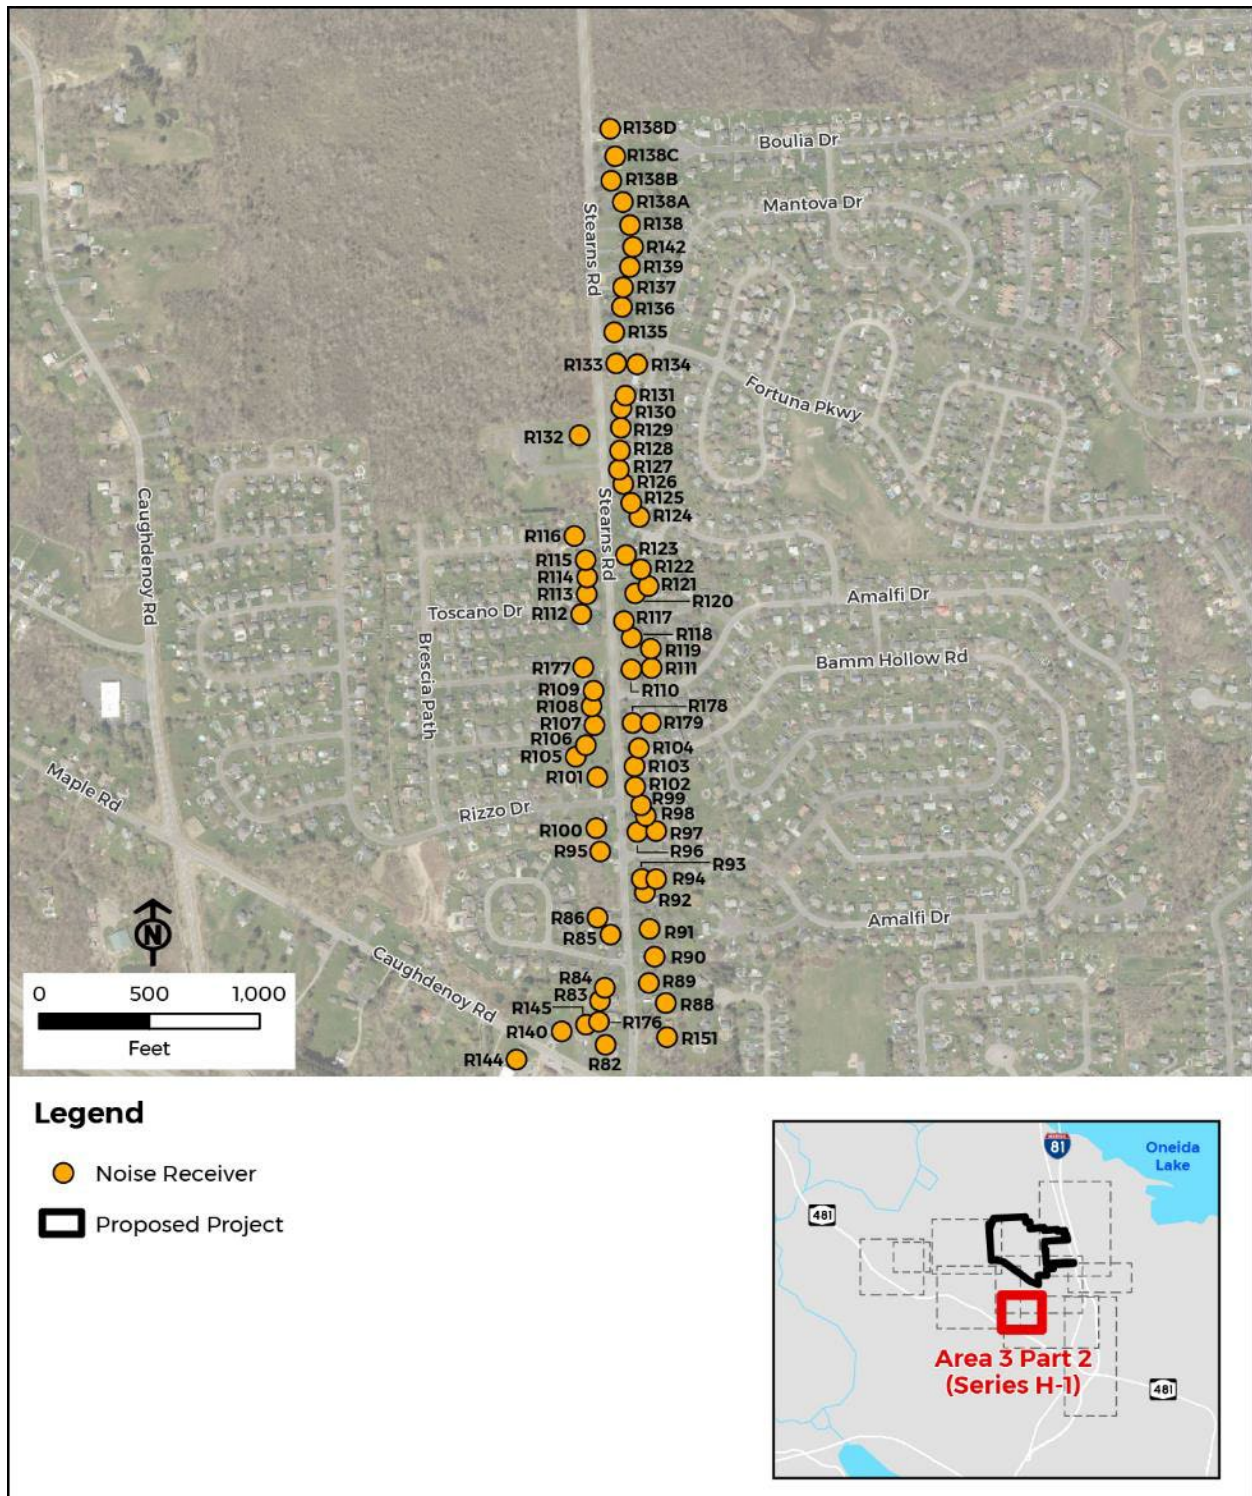 R138D
Boulia Dr
R138C
R138B
R138A
Mantova Dr
R138
Stearns Rd
R142
R139
R137
R136
R135
R133
R134
Fortuna Pkwy
R131
R130
R129
R132
R128
R127
R126
Caughdenoy Rd
Stearns Rd
R125
R124
R116
R123
R115
R122
R114
R121
R113
R120
Amalfi Dr
Toscano Dr
R112
R117
R118
R119
Brescia Path
Bamm Hollow Rd
R177
R111
R109
R110
R108
R178
R107
R179
R106
R104
R105
R103
R101
R102
Maple Rd
R99
Rizzo Dr
R98
R100
R97
R95
R96
R93
R94
R92
R86
Amalfi Dr
R85
R91
N
Caughdenoy Rd
R90
R84
R89
R83
R88
R145
R176
R140
R151
R144
R82
0 500 1,000
Feet
Legend
Noise Receiver
Proposed Project
81
Oneida
Lake
481
Area 3 Part 2
(Series H-1)
481